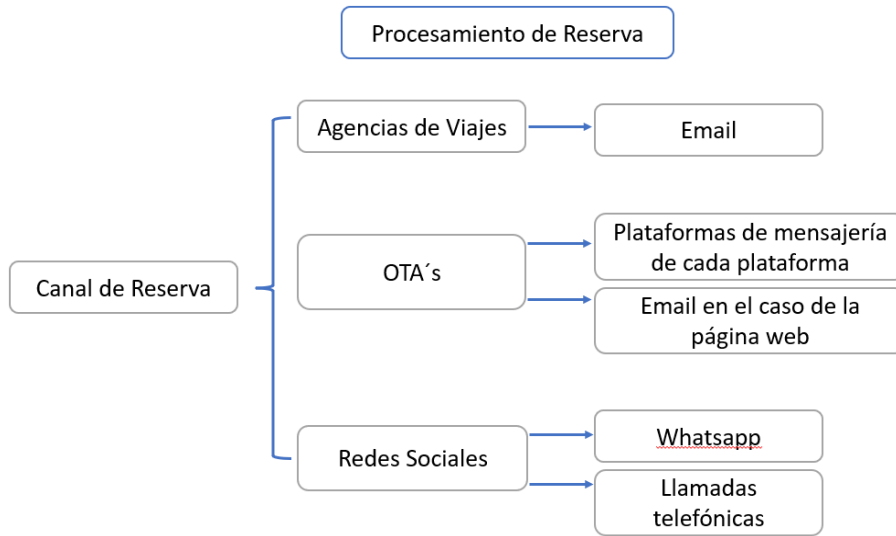 Procesamiento de Reserva
Agencias de Viajes
Email
Canal de Reserva
OTA´s
Plataformas de mensajería
de cada plataforma
Email en el caso de la
página web
Redes Sociales
Whatsapp
Llamadas
telefónicas